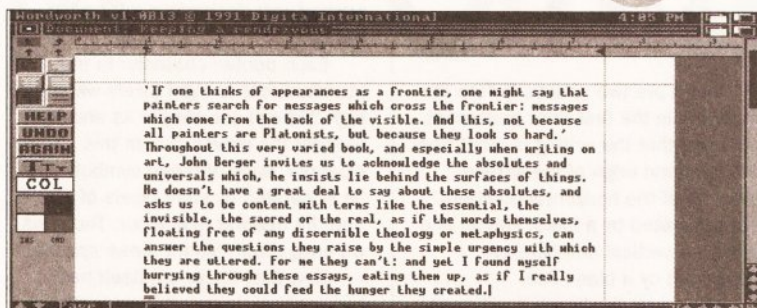 Wordworth v1.0813 © 1991 Digita International 4:05 PM
Document: Keeping a rendezvous
HELP
UNDO
AGAIN
COL
INS CMD
'If one thinks of appearances as a frontier, one might say that
painters search for messages which cross the frontier: messages
which come from the back of the visible. And this, not because
all painters are Platonists, but because they look so hard.'
Throughout this very varied book, and especially when writing on
art, John Berger invites us to acknowledge the absolutes and
universals which, he insists lie behind the surfaces of things.
He doesn't have a great deal to say about these absolutes, and
asks us to be content with terms like the essential, the
invisible, the sacred or the real, as if the words themselves,
floating free of any discernible theology or metaphysics, can
answer the questions they raise by the simple urgency with which
they are uttered. For me they can't: and yet I found myself
hurrying through these essays, eating them up, as if I really
believed they could feed the hunger they created.
Page